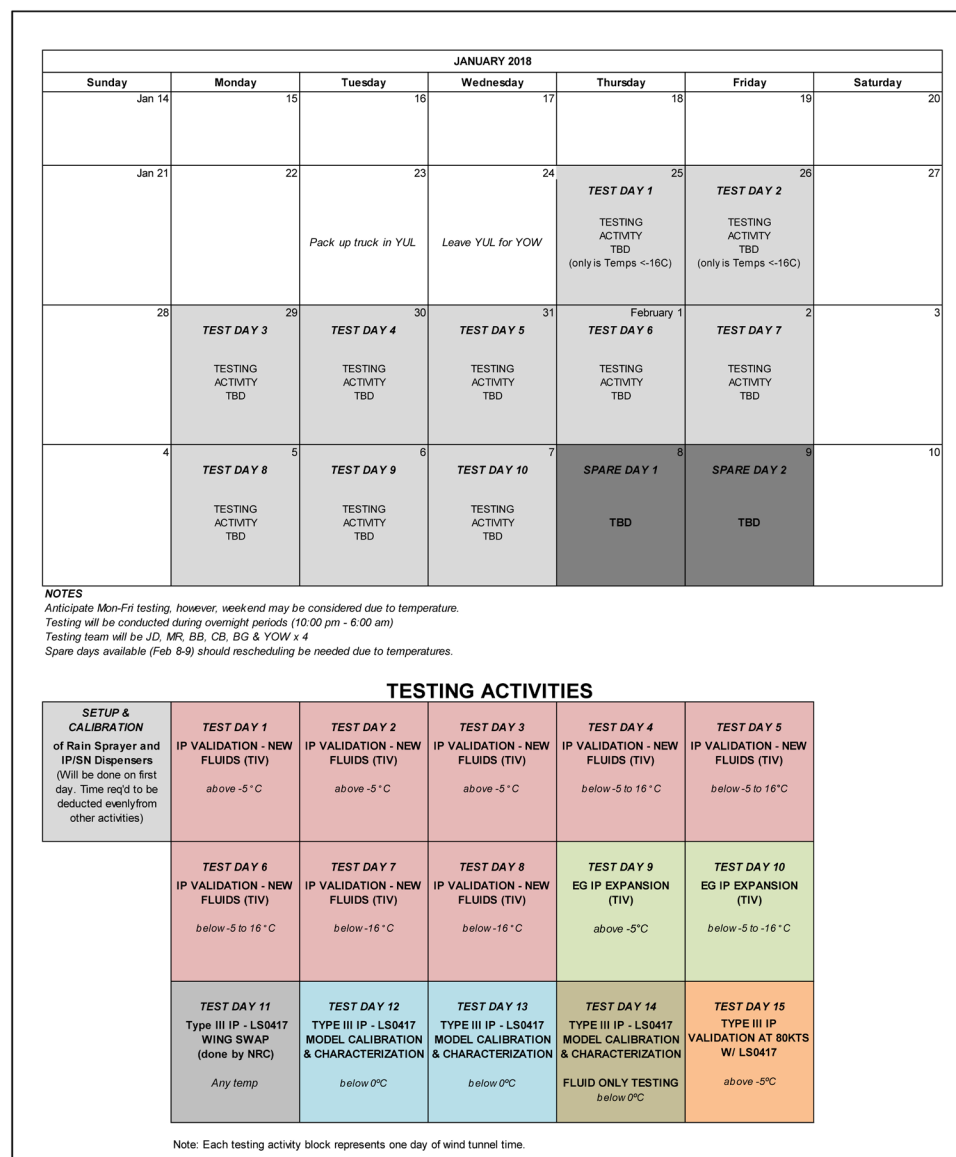 JANUARY 2018
Sunday Monday Tuesday Wednesday Thursday Friday Saturday
Jan 14 15 16 17 18 19 20
Jan 21 22 23 24 25 26 27
TEST DAY 1 TEST DAY 2
TESTING TESTING
Pack up truck in YUL Leave YUL for YOW ACTIVITY ACTIVITY
TBD TBD
(only is Temps <-16C) (only is Temps <-16C)
28 29 30 31 February 1 2 3
TEST DAY 3 TEST DAY 4 TEST DAY 5 TEST DAY 6 TEST DAY 7
TESTING TESTING TESTING TESTING TESTING
ACTIVITY ACTIVITY ACTIVITY ACTIVITY ACTIVITY
TBD TBD TBD TBD TBD
4 5 6 7 8 9 10
TEST DAY 8 TEST DAY 9 TEST DAY 10 SPARE DAY 1 SPARE DAY 2
TESTING TESTING TESTING
ACTIVITY ACTIVITY ACTIVITY TBD TBD
TBD TBD TBD
NOTES
Anticipate Mon-Fri testing, however, weekend may be considered due to temperature.
Testing will be conducted during overnight periods (10:00 pm - 6:00 am)
Testing team will be JD, MR, BB, CB, BG & YOW x 4
Spare days available (Feb 8-9) should rescheduling be needed due to temperatures.
TESTING ACTIVITIES
SETUP &
CALIBRATION
of Rain Sprayer and
IP/SN Dispensers
(Will be done on first
day. Time req'd to be
deducted evenlyfrom
other activities)
TEST DAY 1
IP VALIDATION - NEW
FLUIDS (TIV)
above -5°C
TEST DAY 2
IP VALIDATION - NEW
FLUIDS (TIV)
above -5°C
TEST DAY 3
IP VALIDATION - NEW
FLUIDS (TIV)
above -5°C
TEST DAY 4
IP VALIDATION - NEW
FLUIDS (TIV)
below -5 to 16°C
TEST DAY 5
IP VALIDATION - NEW
FLUIDS (TIV)
below -5 to 16°C
TEST DAY 6
IP VALIDATION - NEW
FLUIDS (TIV)
below -5 to 16°C
TEST DAY 7
IP VALIDATION - NEW
FLUIDS (TIV)
below -16°C
TEST DAY 8
IP VALIDATION - NEW
FLUIDS (TIV)
below -16°C
TEST DAY 9
EG IP EXPANSION
(TIV)
above -5°C
TEST DAY 10
EG IP EXPANSION
(TIV)
below -5 to -16°C
TEST DAY 11
Type III IP - LS0417
WING SWAP
(done by NRC)
Any temp
TEST DAY 12
TYPE III IP - LS0417
MODEL CALIBRATION
& CHARACTERIZATION
below 0ºC
TEST DAY 13
TYPE III IP - LS0417
MODEL CALIBRATION
& CHARACTERIZATION
below 0ºC
TEST DAY 14
TYPE III IP - LS0417
MODEL CALIBRATION
& CHARACTERIZATION
FLUID ONLY TESTING
below 0ºC
TEST DAY 15
TYPE III IP
VALIDATION AT 80KTS
W/ LS0417
above -5ºC
Note: Each testing activity block represents one day of wind tunnel time.